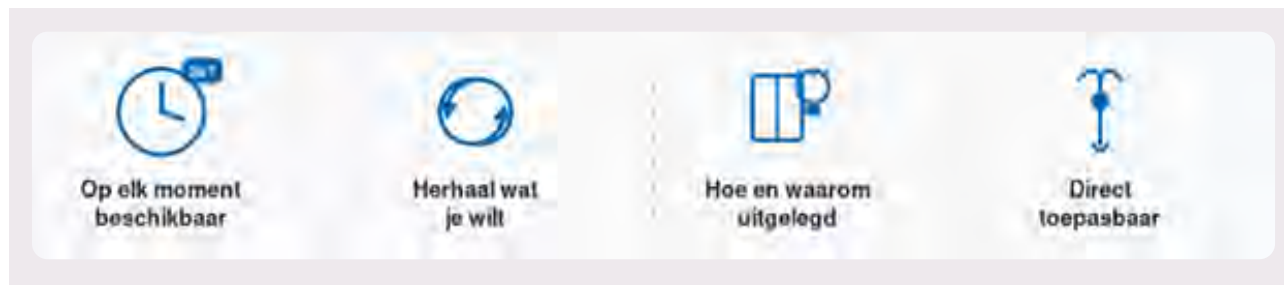 Op elk moment
beschikbaar
Herhaal wat
je wilt
Hoe en waarom
uitgelegd
Direct
toepasbaar